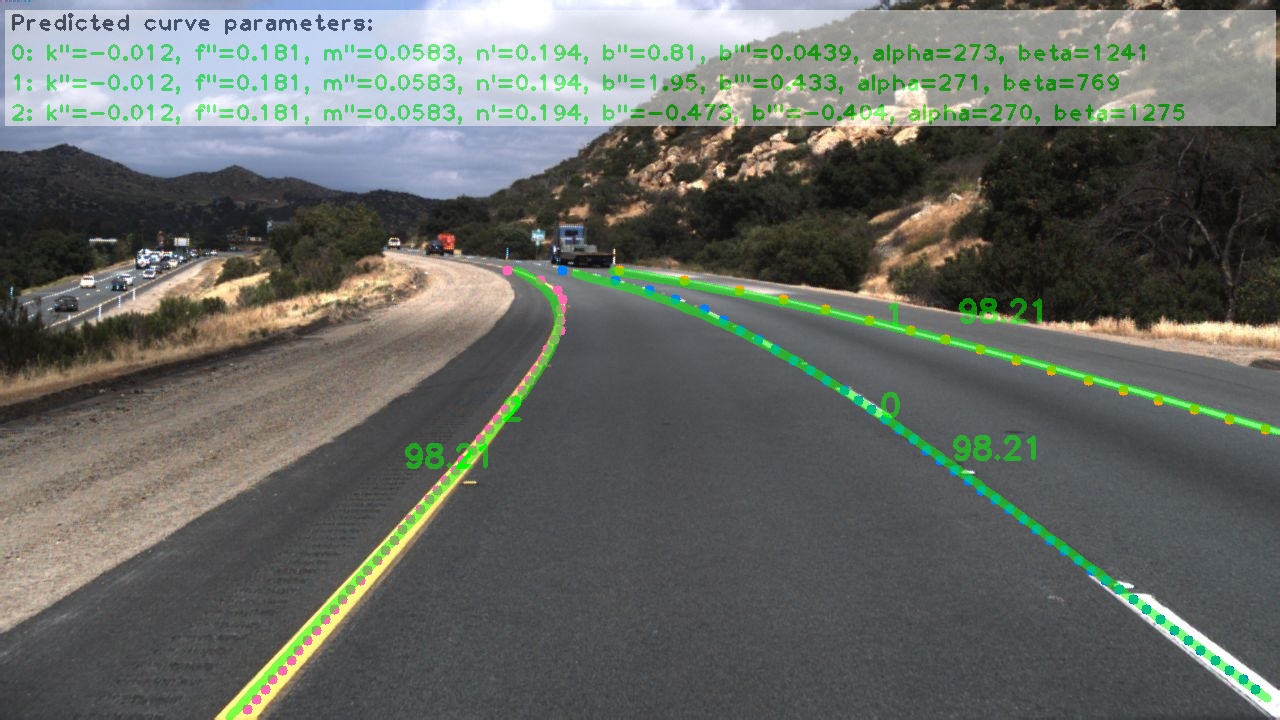 Predicted curve parameters:
0: k''=-0.012, f''=0.181, m''=0.0583, n'=0.194, b''=0.81, b'''=0.0439, alpha=273, beta=1241
1: k''=-0.012, f''=0.181, m''=0.0583, n'=0.194, b''=1.95, b'''=0.433, alpha=271, beta=769
2: k''=-0.012, f''=0.181, m''=0.0583, n'=0.194, b''=-0.473, b'''=-0.404, alpha=270, beta=1275
1 98.21
0
98.21
2
98.21